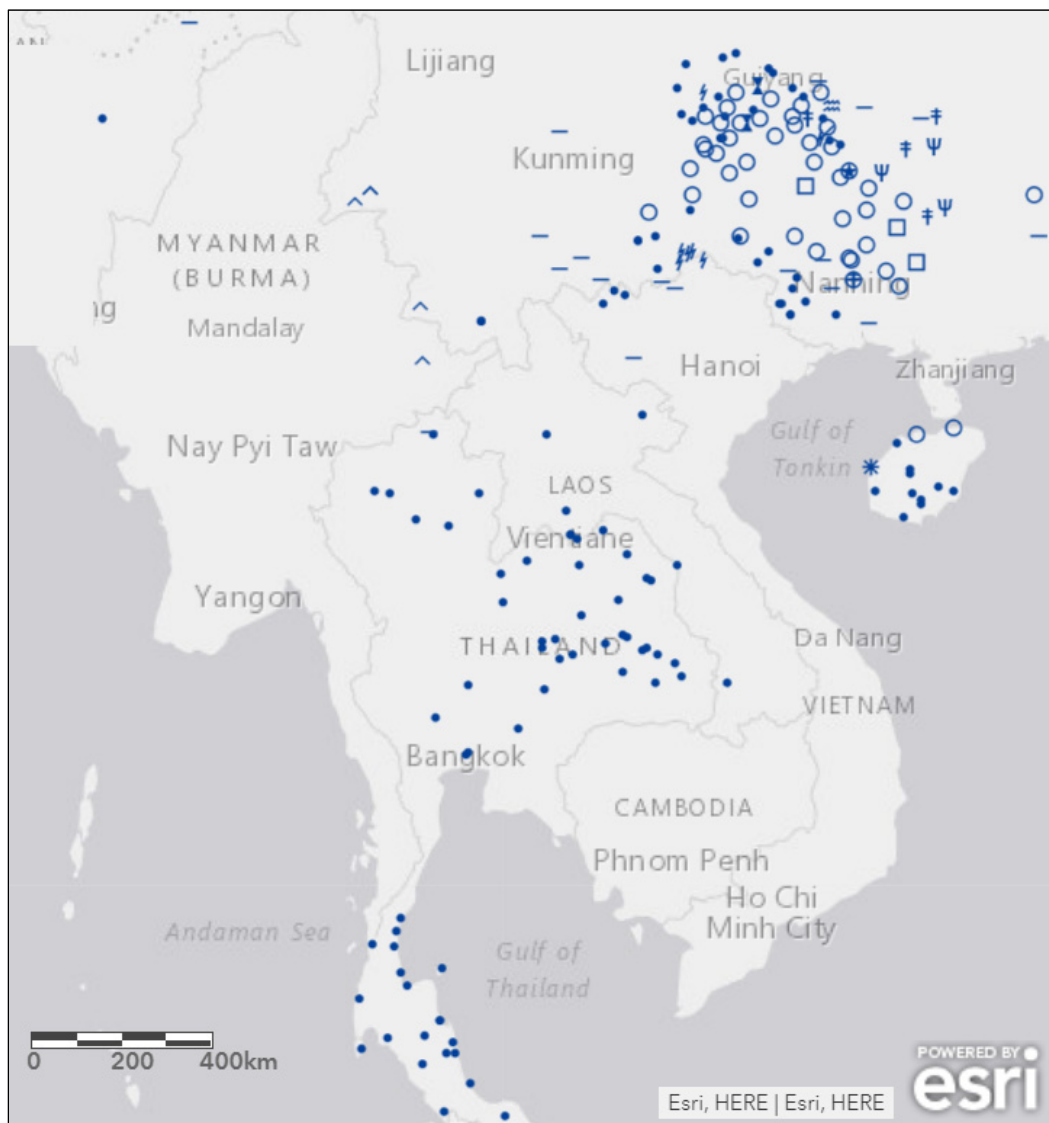 Lijiang
Guiyang
Kunming
MYANMAR
(BURMA)
Mandalay
Nanning
Hanoi
Zhanjiang
Nay Pyi Taw
Gulf of
Tonkin
LAOS
Vientiane
Yangon
THAILAND
Da Nang
VIETNAM
Bangkok
CAMBODIA
Phnom Penh
Ho Chi
Minh City
Andaman Sea
Gulf of
Thailand
0 200 400km
POWERED BY
esri
Esri, HERE | Esri, HERE